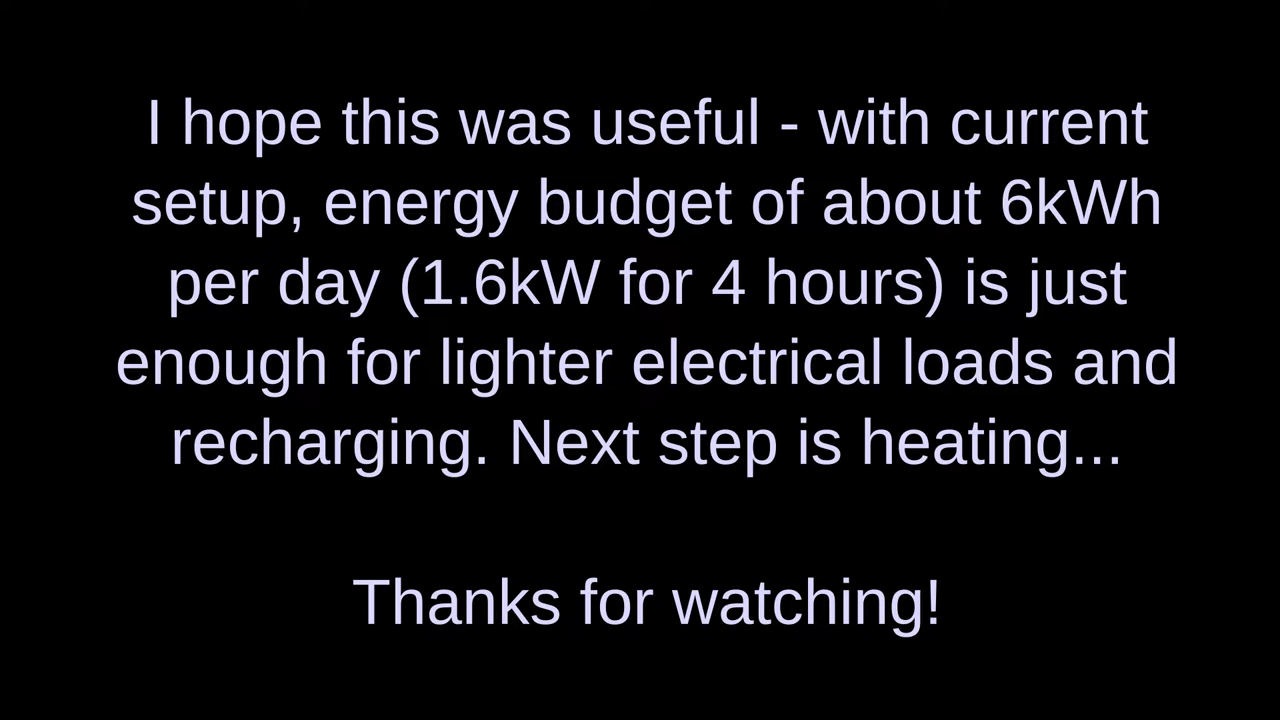 I hope this was useful - with current
setup, energy budget of about 6kWh
per day (1.6kW for 4 hours) is just
enough for lighter electrical loads and
recharging. Next step is heating...
Thanks for watching!